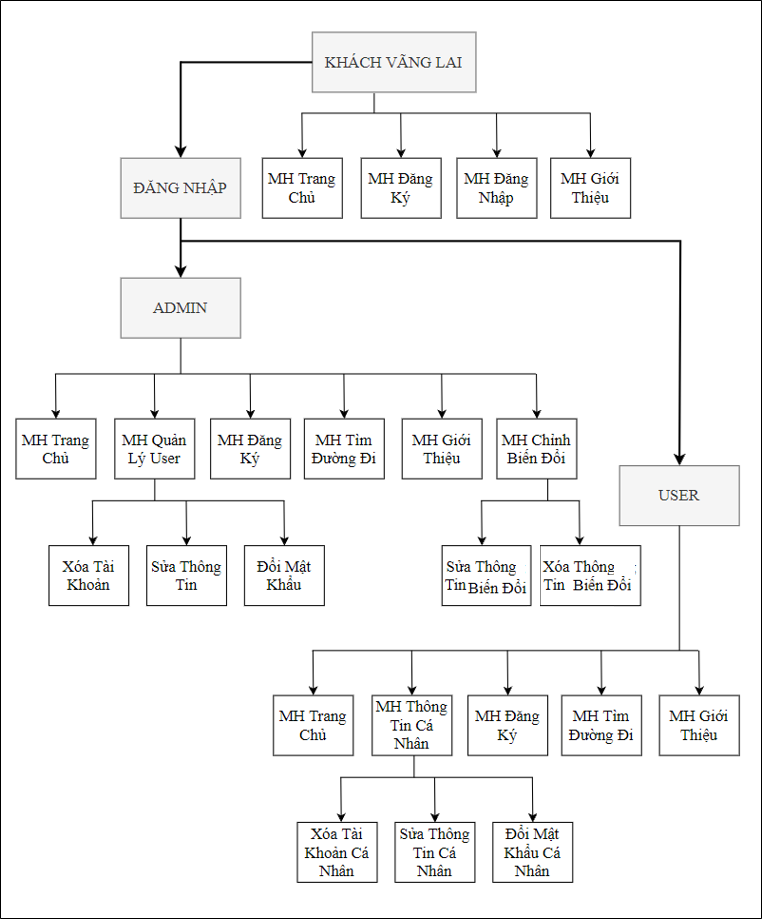 KHÁCH VÃNG LAI
ĐĂNG NHẬP
MH Trang
Chủ
MH Đăng
Ký
MH Đăng
Nhập
MH Giới
Thiệu
ADMIN
MH Trang
Chủ
MH Quản
Lý User
MH Đăng
Ký
MH Tìm
Đường Đi
MH Giới
Thiệu
MH Chỉnh
Biến Đổi
USER
Xóa Tài
Khoản
Sửa Thông
Tin
Đổi Mật
Khẩu
Sửa Thông
Tin Biến Đổi
Xóa Thông
Tin Biến Đổi
MH Trang
Chủ
MH Thông
Tin Cá
Nhân
MH Đăng
Ký
MH Tìm
Đường Đi
MH Giới
Thiệu
Xóa Tài
Khoản Cá
Nhân
Sửa Thông
Tin Cá
Nhân
Đổi Mật
Khẩu Cá
Nhân